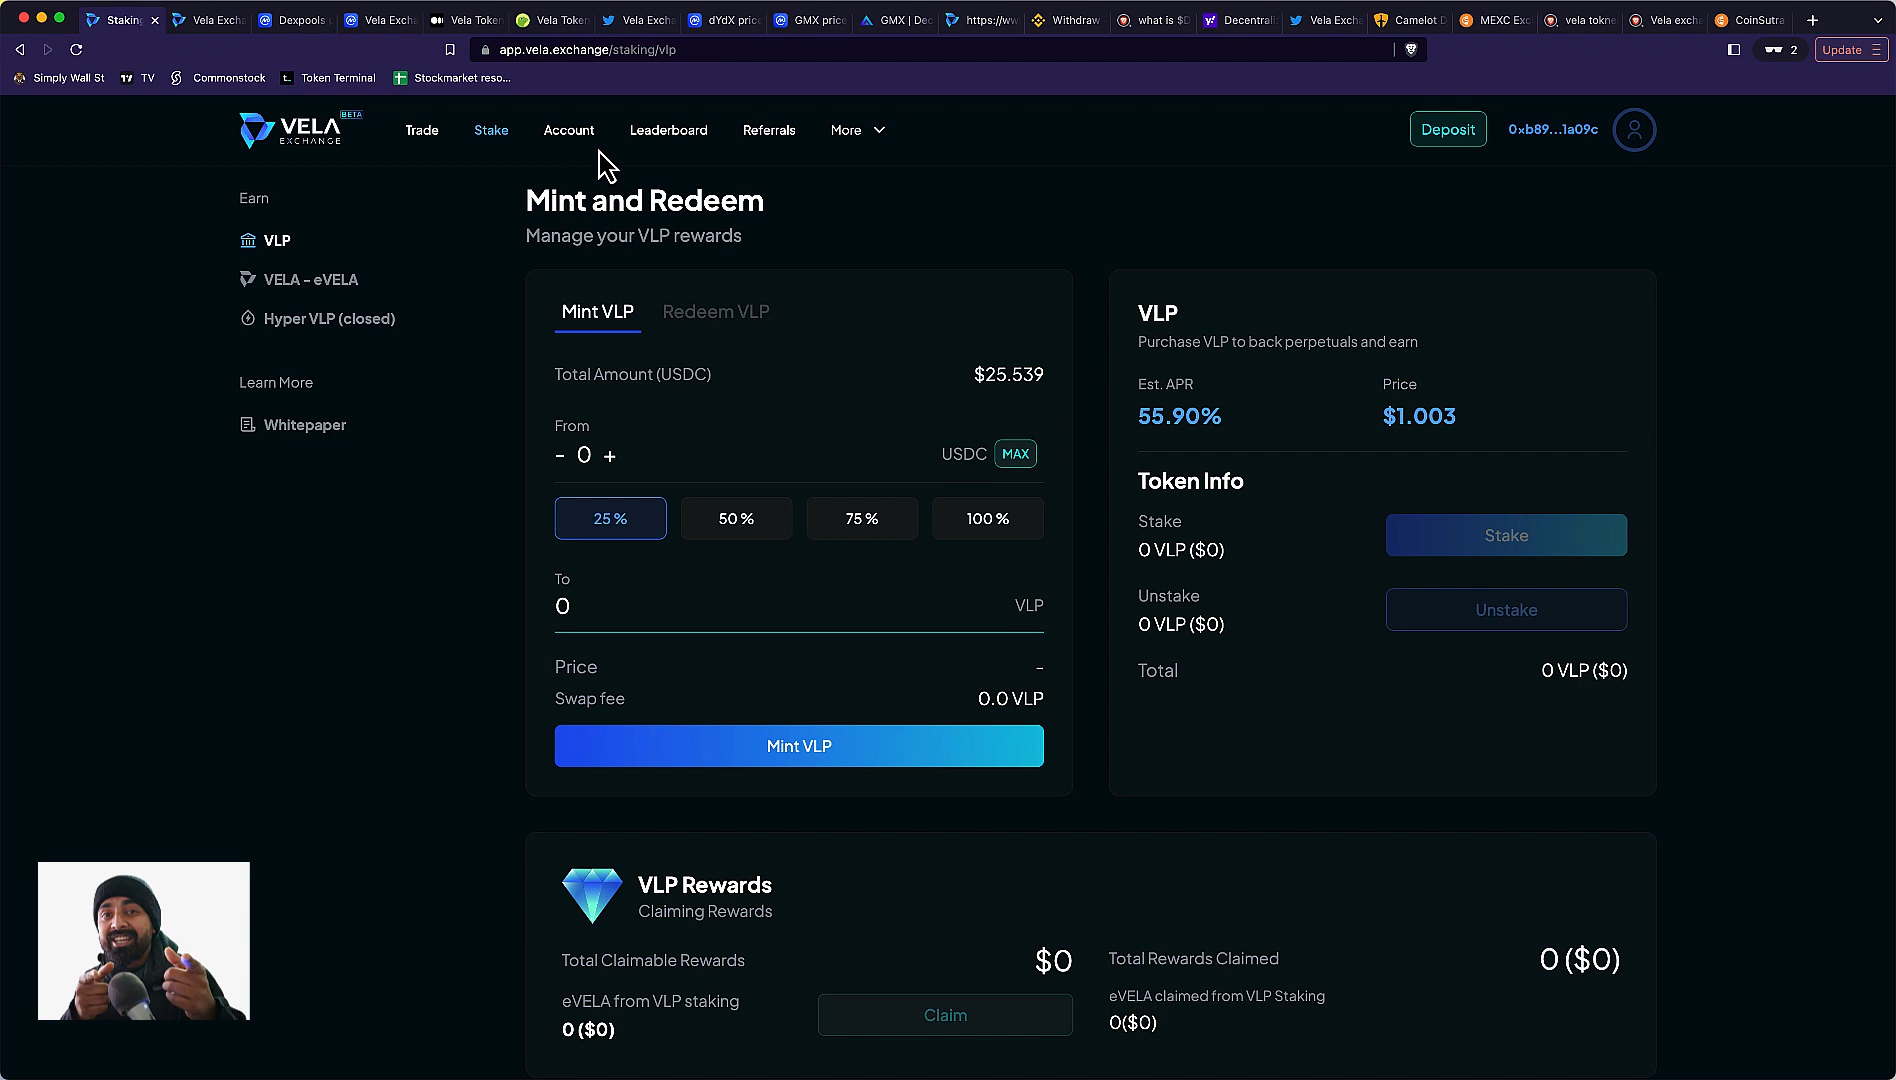 Staking
Vela Excha
Dexpools p
Vela Excha
Vela Token
Vela Token
Vela Excha
dYdX price
GMX price
GMX | Dec
https://ww
Withdraw
what is $D
Decentrali
Vela Excha
Camelot D
MEXC Exc
vela tokne
Vela excha
CoinSutra
app.vela.exchange/staking/vlp
2
Update
Simply Wall St
TV
Commonstock
Token Terminal
Stockmarket reso...
VELA
EXCHANGE
BETA
Trade
Stake
Account
Leaderboard
Referrals
More
Deposit
0xb89...1a09c
Earn
VLP
VELA - eVELA
Hyper VLP (closed)
Learn More
Whitepaper
Mint and Redeem
Manage your VLP rewards
Mint VLP
Redeem VLP
Total Amount (USDC)
$25.539
From
- 0 +
USDC
MAX
25 %
50 %
75 %
100 %
To
0
VLP
Price
-
Swap fee
0.0 VLP
Mint VLP
VLP
Purchase VLP to back perpetuals and earn
Est. APR
Price
55.90%
$1.003
Token Info
Stake
0 VLP ($0)
Stake
Unstake
0 VLP ($0)
Unstake
Total
0 VLP ($0)
VLP Rewards
Claiming Rewards
Total Claimable Rewards
$0
eVELA from VLP staking
0 ($0)
Claim
Total Rewards Claimed
0 ($0)
eVELA claimed from VLP Staking
0($0)